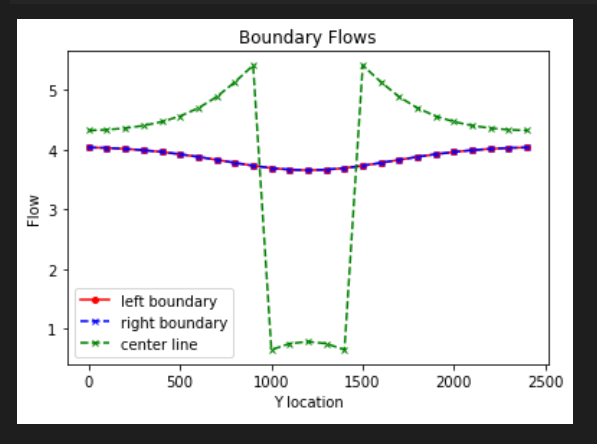 Boundary Flows
5
4
3
2
1
Flow
left boundary
right boundary
center line
0 500 1000 1500 2000 2500
Y location